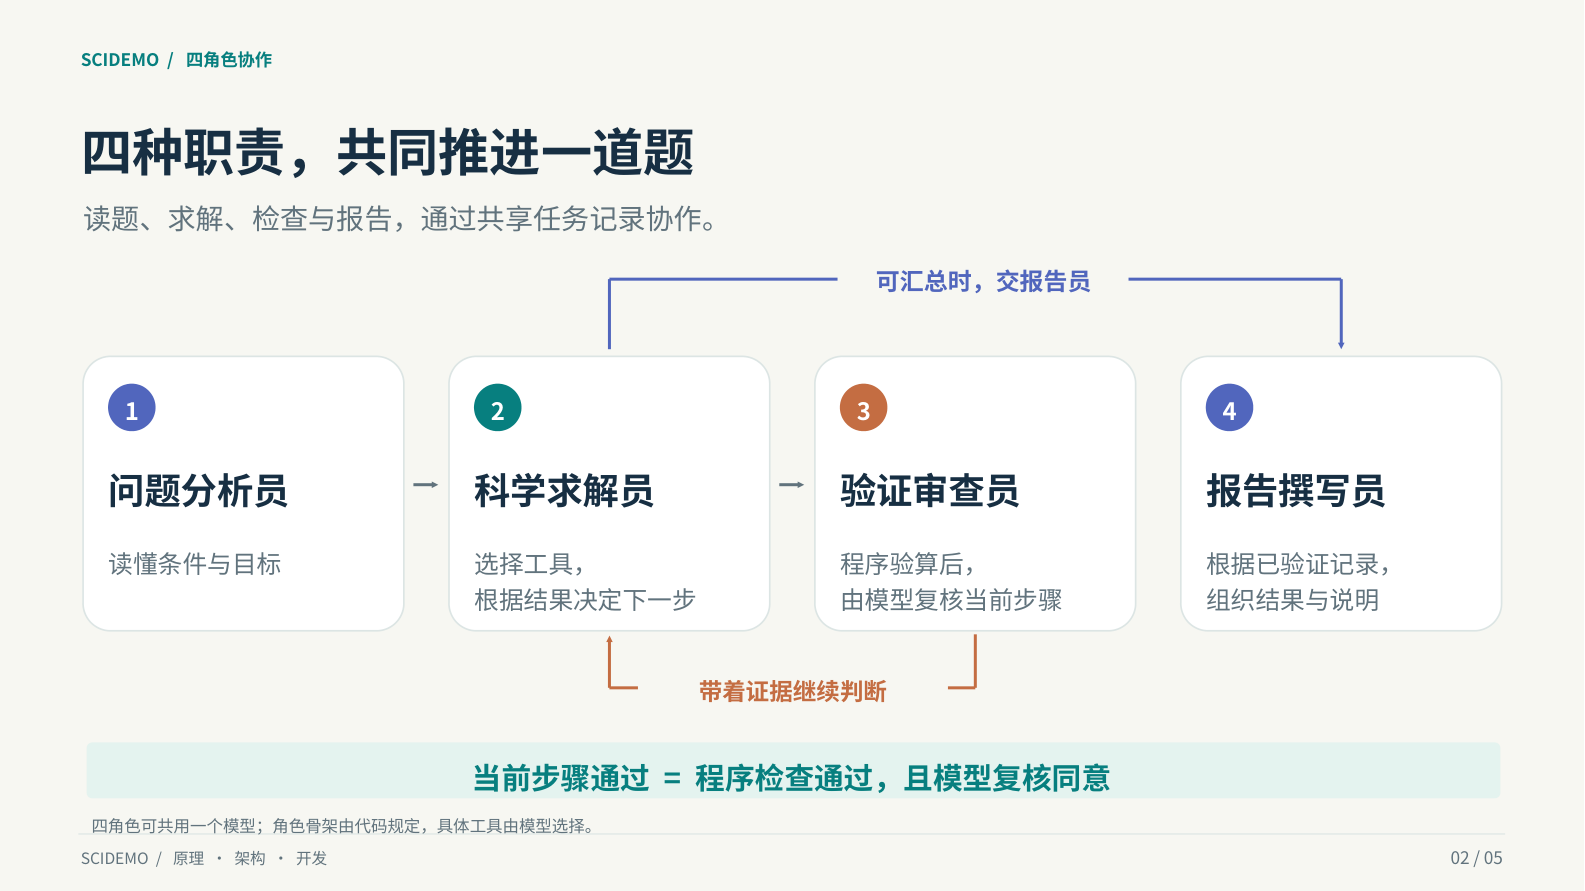 SCIDEMO / 四角色协作
四种职责，共同推进一道题
读题、求解、检查与报告，通过共享任务记录协作。
可汇总时，交报告员
1
问题分析员
读懂条件与目标
2
科学求解员
选择工具，
根据结果决定下一步
3
验证审查员
程序验算后，
由模型复核当前步骤
4
报告撰写员
根据已验证记录，
组织结果与说明
带着证据继续判断
当前步骤通过 = 程序检查通过，且模型复核同意
四角色可共用一个模型；角色骨架由代码规定，具体工具由模型选择。
SCIDEMO / 原理 · 架构 · 开发
02 / 05